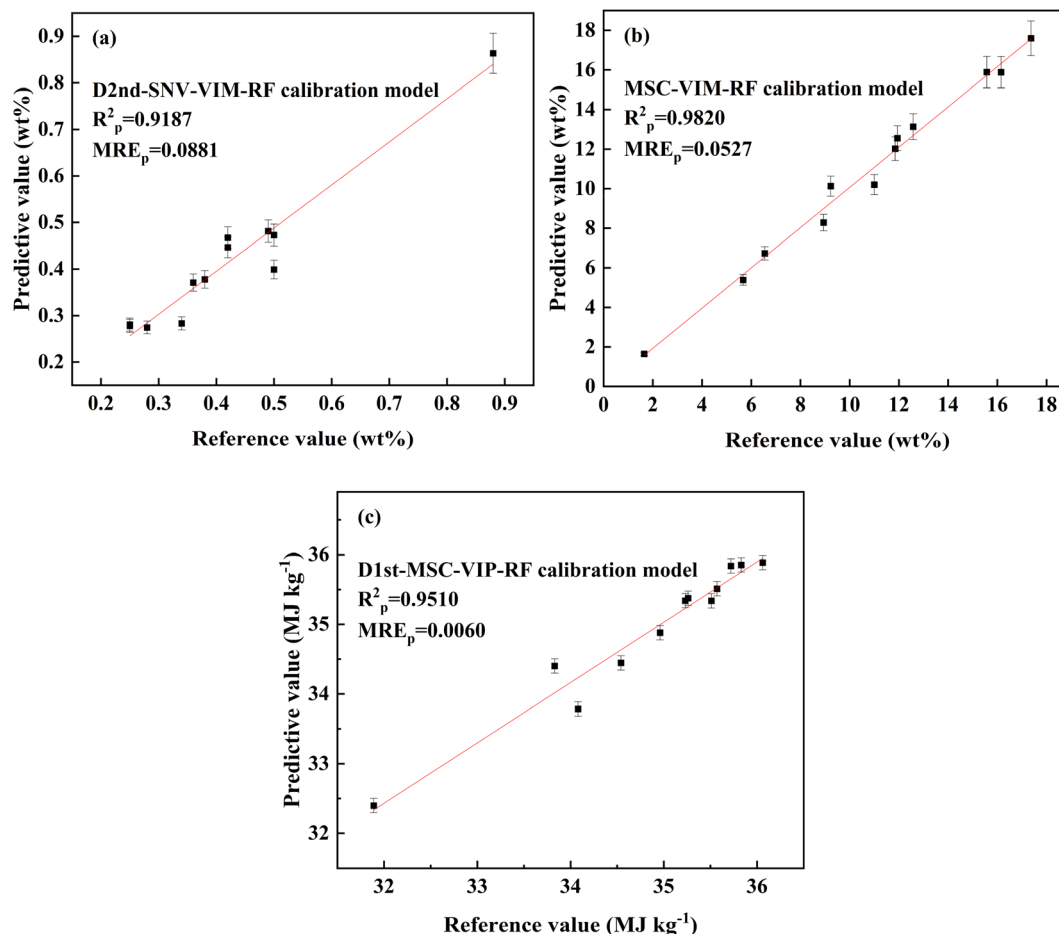 (a)
D2nd-SNV-VIM-RF calibration model
R²ₚ=0.9187
MREₚ=0.0881
Predictive value (wt%)
0.9
0.8
0.7
0.6
0.5
0.4
0.3
0.2
0.2 0.3 0.4 0.5 0.6 0.7 0.8 0.9
Reference value (wt%)
(b)
MSC-VIM-RF calibration model
R²ₚ=0.9820
MREₚ=0.0527
Predictive value (wt%)
18
16
14
12
10
8
6
4
2
0
0 2 4 6 8 10 12 14 16 18
Reference value (wt%)
(c)
D1st-MSC-VIP-RF calibration model
R²ₚ=0.9510
MREₚ=0.0060
Predictive value (MJ kg⁻¹)
36
35
34
33
32
32 33 34 35 36
Reference value (MJ kg⁻¹)